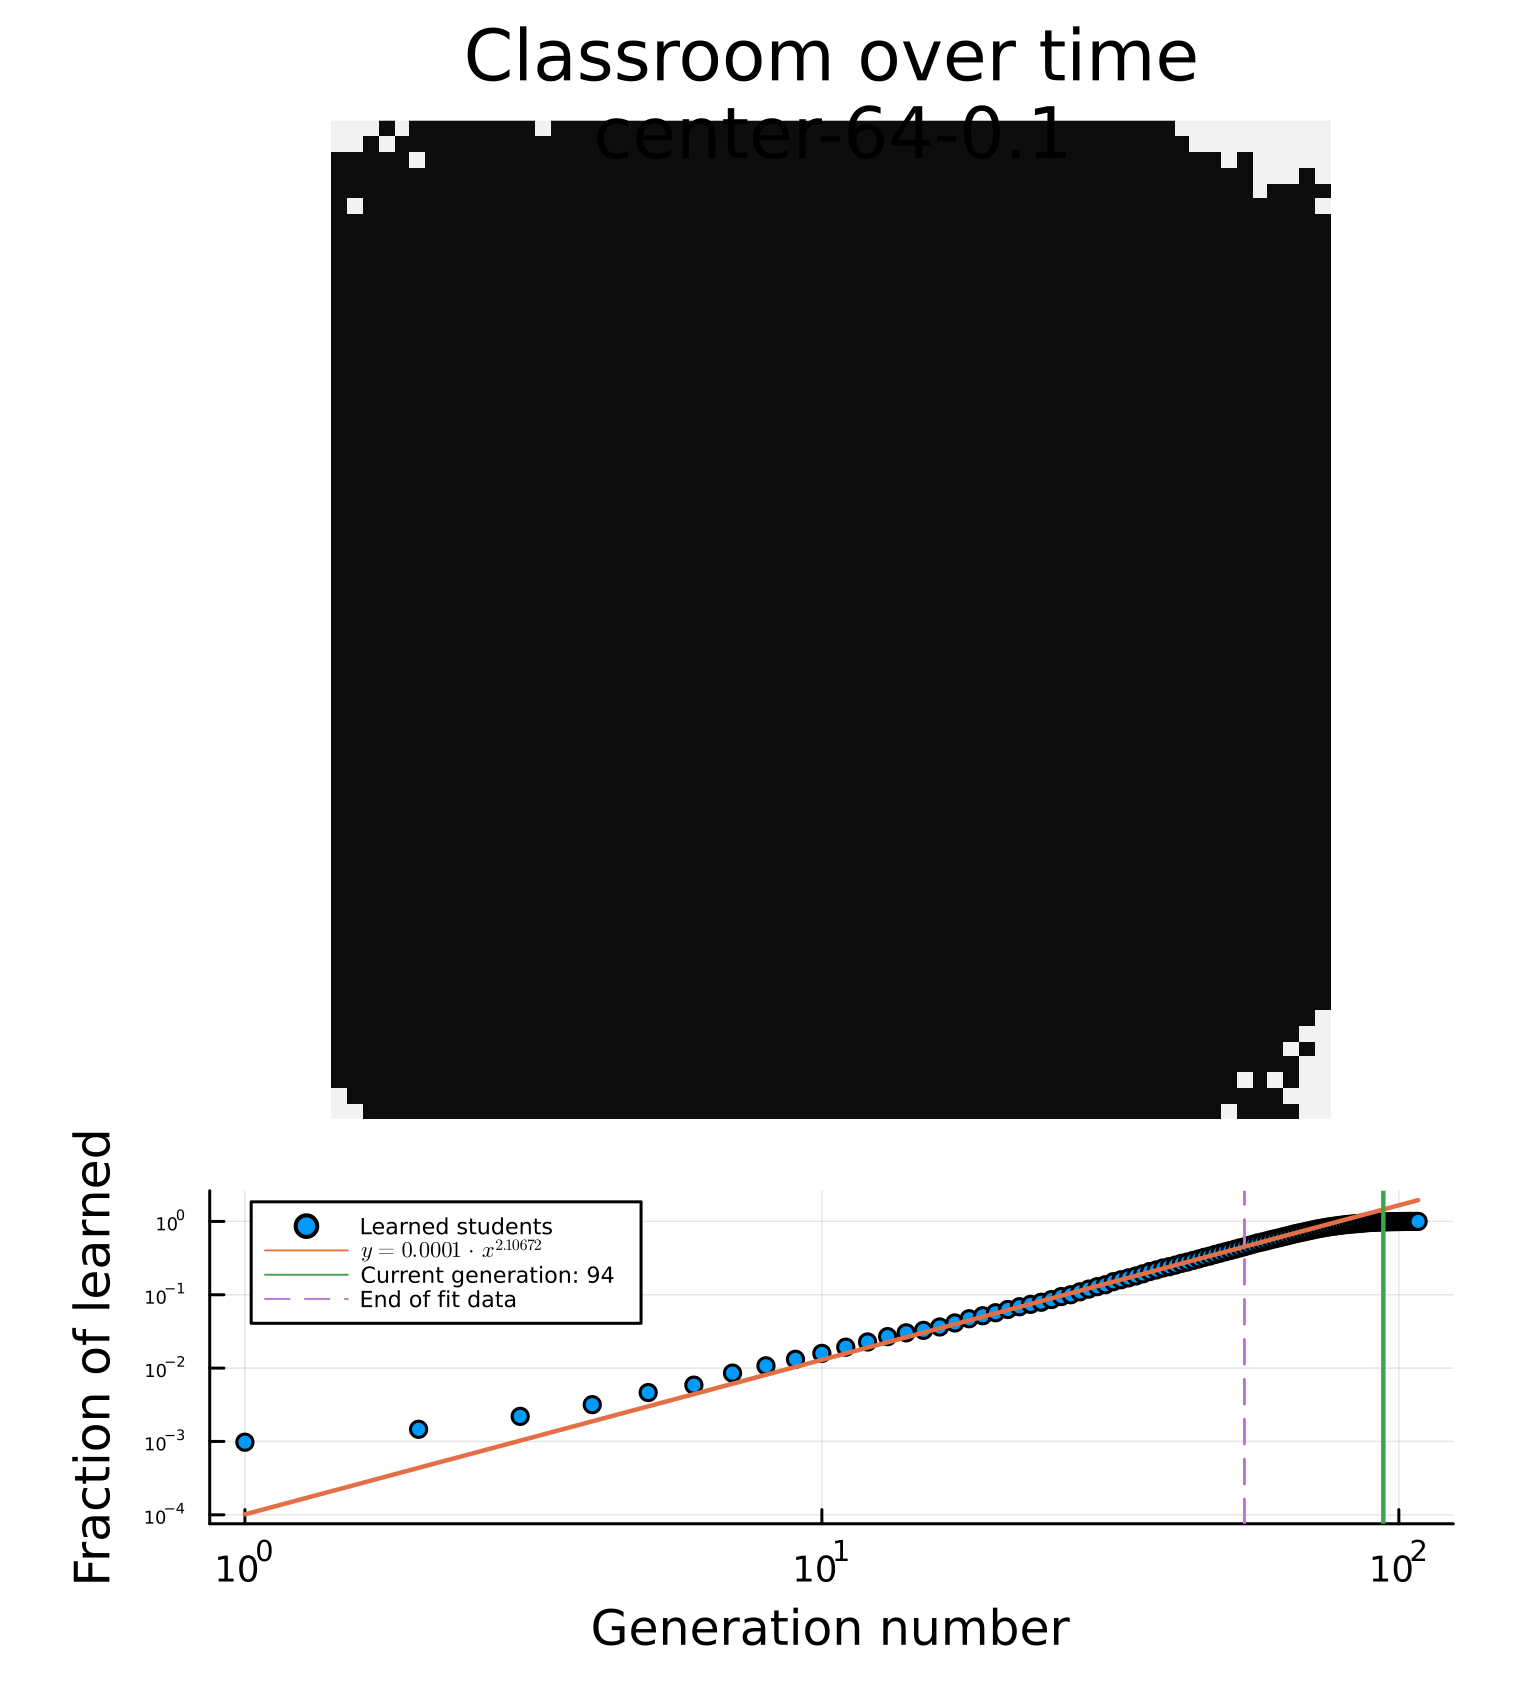 Classroom over time
center-64-0.1
Fraction of learned
10^0
10^-1
10^-2
10^-3
10^-4
Learned students
y = 0.0001 · x^2.10672
Current generation: 94
End of fit data
10^0 10^1 10^2
Generation number